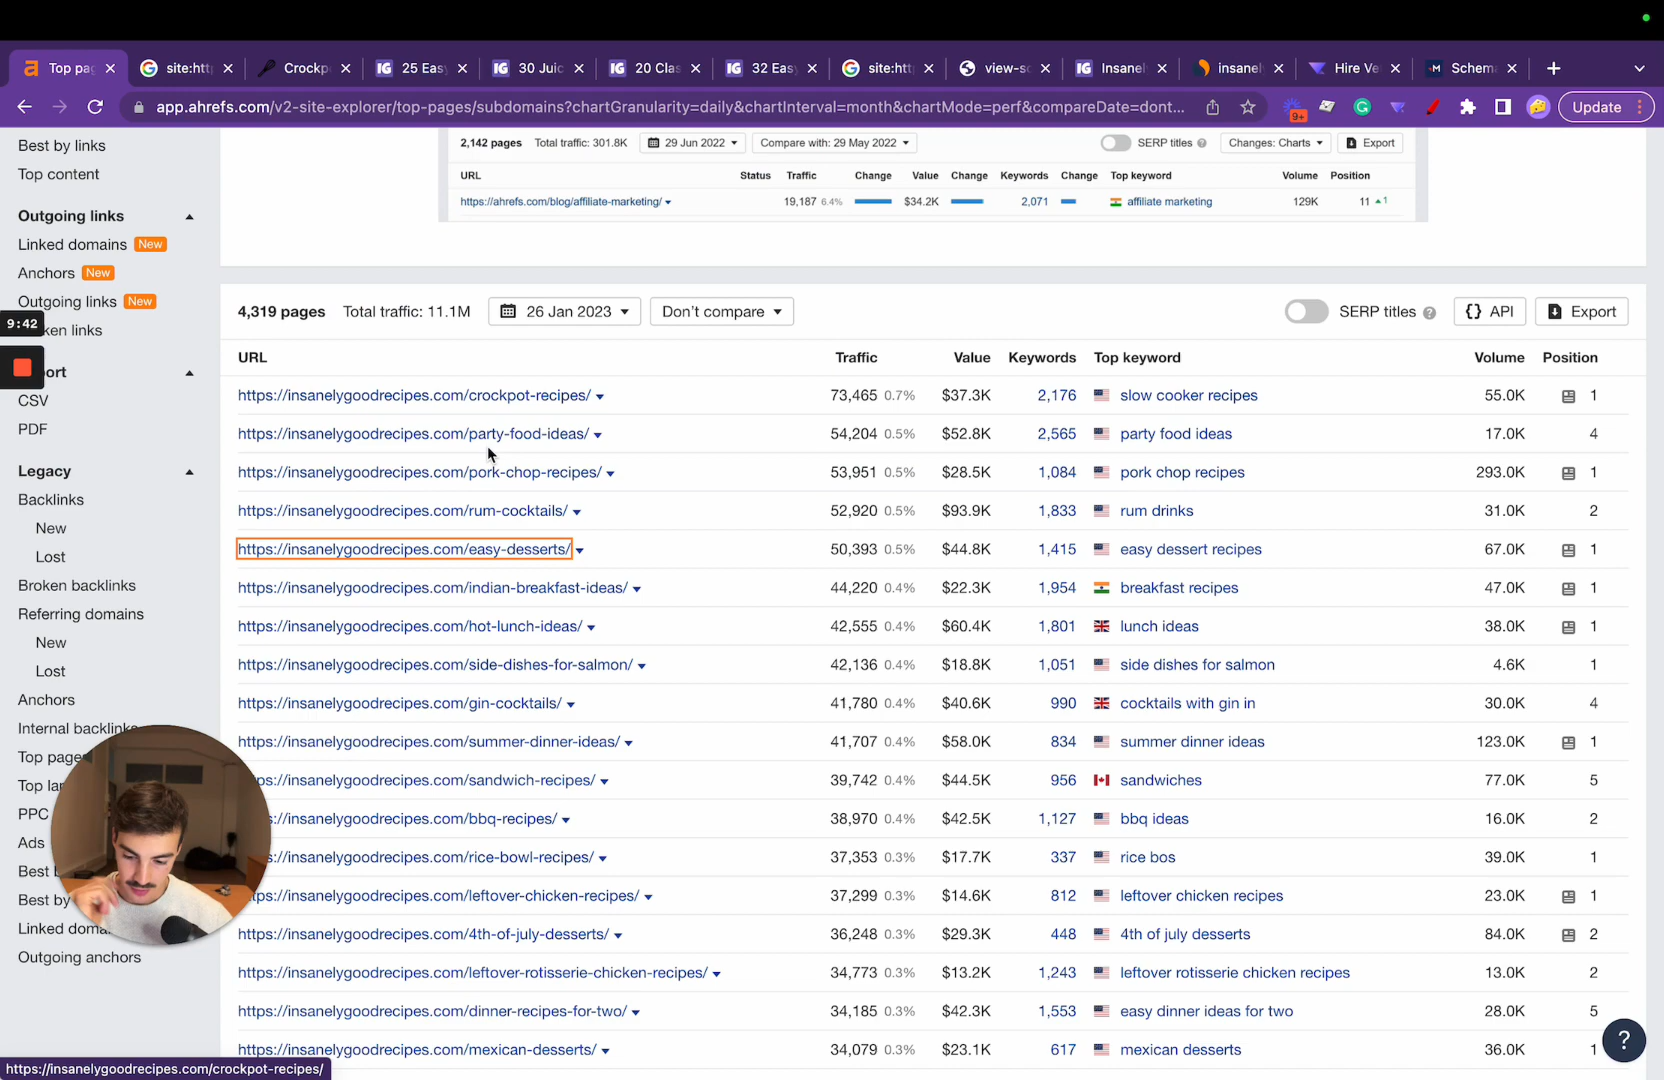 Top pa
site:htt
Crockp
IG 25 Eas
IG 30 Juic
IG 20 Clas
IG 32 Easy
site:htt
view-so
IG Insanel
insanel
Hire Ve
M Schem
app.ahrefs.com/v2-site-explorer/top-pages/subdomains?chartGranularity=daily&chartInterval=month&chartMode=perf&compareDate=dont...
9+
Update
Best by links
Top content
Outgoing links
Linked domains New
Anchors New
Outgoing links New
ken links
9:42
ort
CSV
PDF
Legacy
Backlinks
New
Lost
Broken backlinks
Referring domains
New
Lost
Anchors
Internal backlinks
Top page
Top la
PPC
Ads
Best b
Best by
Linked doma
Outgoing anchors
2,142 pages Total traffic: 301.8K 29 Jun 2022 Compare with: 29 May 2022 SERP titles ? Changes: Charts Export
URL Status Traffic Change Value Change Keywords Change Top keyword Volume Position
https://ahrefs.com/blog/affiliate-marketing/ 19,187 6.4% $34.2K 2,071 affiliate marketing 129K 11 1
4,319 pages Total traffic: 11.1M 26 Jan 2023 Don't compare SERP titles ? {} API Export
URL Traffic Value Keywords Top keyword Volume Position
https://insanelygoodrecipes.com/crockpot-recipes/ 73,465 0.7% $37.3K 2,176 slow cooker recipes 55.0K 1
https://insanelygoodrecipes.com/party-food-ideas/ 54,204 0.5% $52.8K 2,565 party food ideas 17.0K 4
https://insanelygoodrecipes.com/pork-chop-recipes/ 53,951 0.5% $28.5K 1,084 pork chop recipes 293.0K 1
https://insanelygoodrecipes.com/rum-cocktails/ 52,920 0.5% $93.9K 1,833 rum drinks 31.0K 2
https://insanelygoodrecipes.com/easy-desserts/ 50,393 0.5% $44.8K 1,415 easy dessert recipes 67.0K 1
https://insanelygoodrecipes.com/indian-breakfast-ideas/ 44,220 0.4% $22.3K 1,954 breakfast recipes 47.0K 1
https://insanelygoodrecipes.com/hot-lunch-ideas/ 42,555 0.4% $60.4K 1,801 lunch ideas 38.0K 1
https://insanelygoodrecipes.com/side-dishes-for-salmon/ 42,136 0.4% $18.8K 1,051 side dishes for salmon 4.6K 1
https://insanelygoodrecipes.com/gin-cocktails/ 41,780 0.4% $40.6K 990 cocktails with gin in 30.0K 4
https://insanelygoodrecipes.com/summer-dinner-ideas/ 41,707 0.4% $58.0K 834 summer dinner ideas 123.0K 1
ps://insanelygoodrecipes.com/sandwich-recipes/ 39,742 0.4% $44.5K 956 sandwiches 77.0K 5
s://insanelygoodrecipes.com/bbq-recipes/ 38,970 0.4% $42.5K 1,127 bbq ideas 16.0K 2
s://insanelygoodrecipes.com/rice-bowl-recipes/ 37,353 0.3% $17.7K 337 rice bos 39.0K 1
ps://insanelygoodrecipes.com/leftover-chicken-recipes/ 37,299 0.3% $14.6K 812 leftover chicken recipes 23.0K 1
https://insanelygoodrecipes.com/4th-of-july-desserts/ 36,248 0.3% $29.3K 448 4th of july desserts 84.0K 2
https://insanelygoodrecipes.com/leftover-rotisserie-chicken-recipes/ 34,773 0.3% $13.2K 1,243 leftover rotisserie chicken recipes 13.0K 2
https://insanelygoodrecipes.com/dinner-recipes-for-two/ 34,185 0.3% $42.3K 1,553 easy dinner ideas for two 28.0K 5
https://insanelygoodrecipes.com/mexican-desserts/ 34,079 0.3% $23.1K 617 mexican desserts 36.0K 1
?
https://insanelygoodrecipes.com/crockpot-recipes/